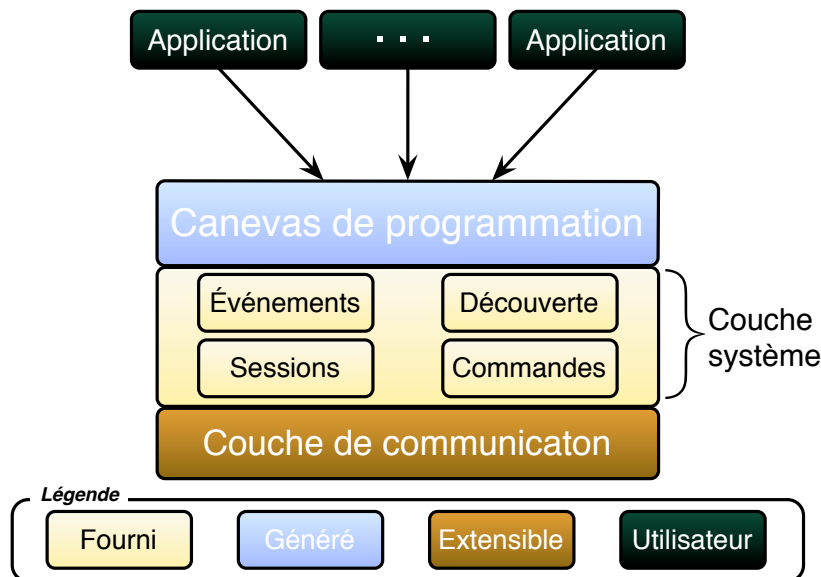 Application
. . .
Application
Canevas de programmation
Événements
Découverte
Sessions
Commandes
Couche
système
Couche de communicaton
Légende
Fourni
Généré
Extensible
Utilisateur